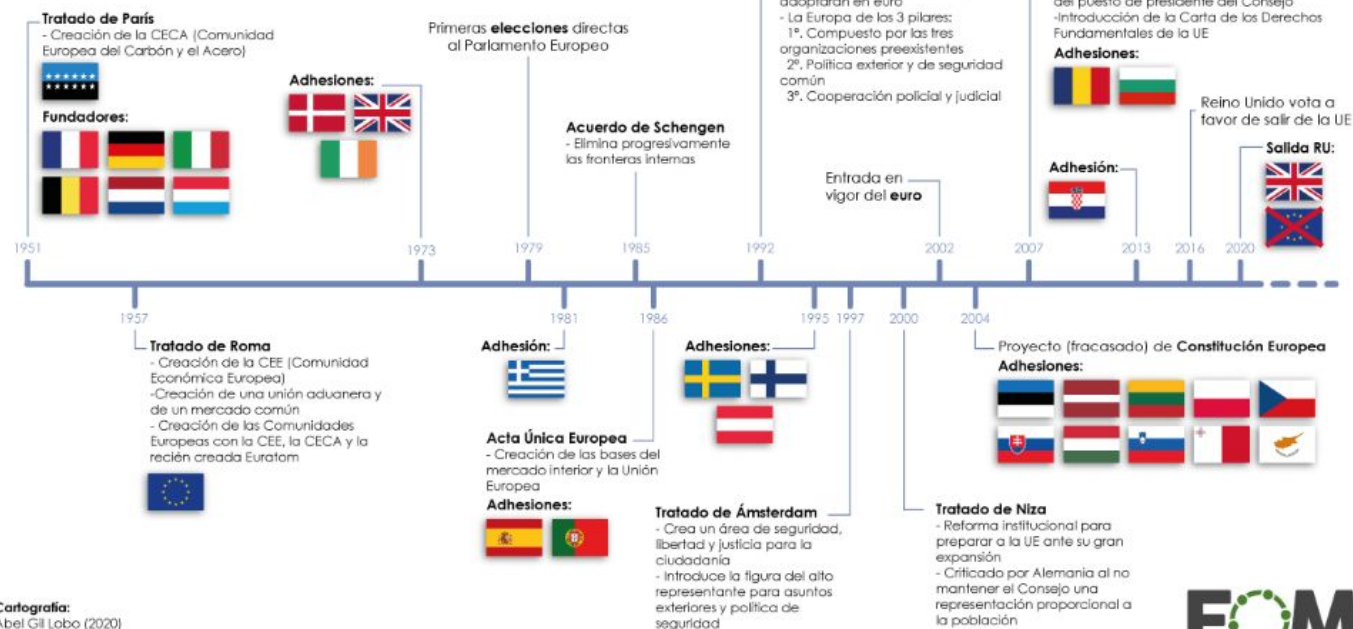 Tratado de París
- Creación de la CECA (Comunidad
Europea del Carbón y el Acero)
Fundadores:
1951
Adhesiones:
1973
Primeras elecciones directas
al Parlamento Europeo
1979
Acuerdo de Schengen
- Elimina progresivamente
las fronteras internas
1985
adoptarán en euro
- La Europa de los 3 pilares:
1º. Compuesto por las tres
organizaciones preexistentes
2º. Política exterior y de seguridad
común
3º. Cooperación policial y judicial
1992
Entrada en
vigor del euro
2002
del puesto de presidente del Consejo
-Introducción de la Carta de los Derechos
Fundamentales de la UE
Adhesiones:
2007
Adhesión:
2013
Reino Unido vota a
favor de salir de la UE
2016
Salida RU:
2020
1957
Tratado de Roma
- Creación de la CEE (Comunidad
Económica Europea)
-Creación de una unión aduanera y
de un mercado común
- Creación de las Comunidades
Europeas con la CEE, la CECA y la
recién creada Euratom
1981
Adhesión:
1986
Acta Única Europea
- Creación de las bases del
mercado interior y la Unión
Europea
Adhesiones:
1995
Adhesiones:
1997
Tratado de Ámsterdam
- Crea un área de seguridad,
libertad y justicia para la
ciudadanía
- Introduce la figura del alto
representante para asuntos
exteriores y política de
seguridad
2000
Tratado de Niza
- Reforma institucional para
preparar a la UE ante su gran
expansión
- Criticado por Alemania al no
mantener el Consejo una
representación proporcional a
la población
2004
Proyecto (fracasado) de Constitución Europea
Adhesiones:
Cartografía:
Abel Gil Lobo (2020)
EOM